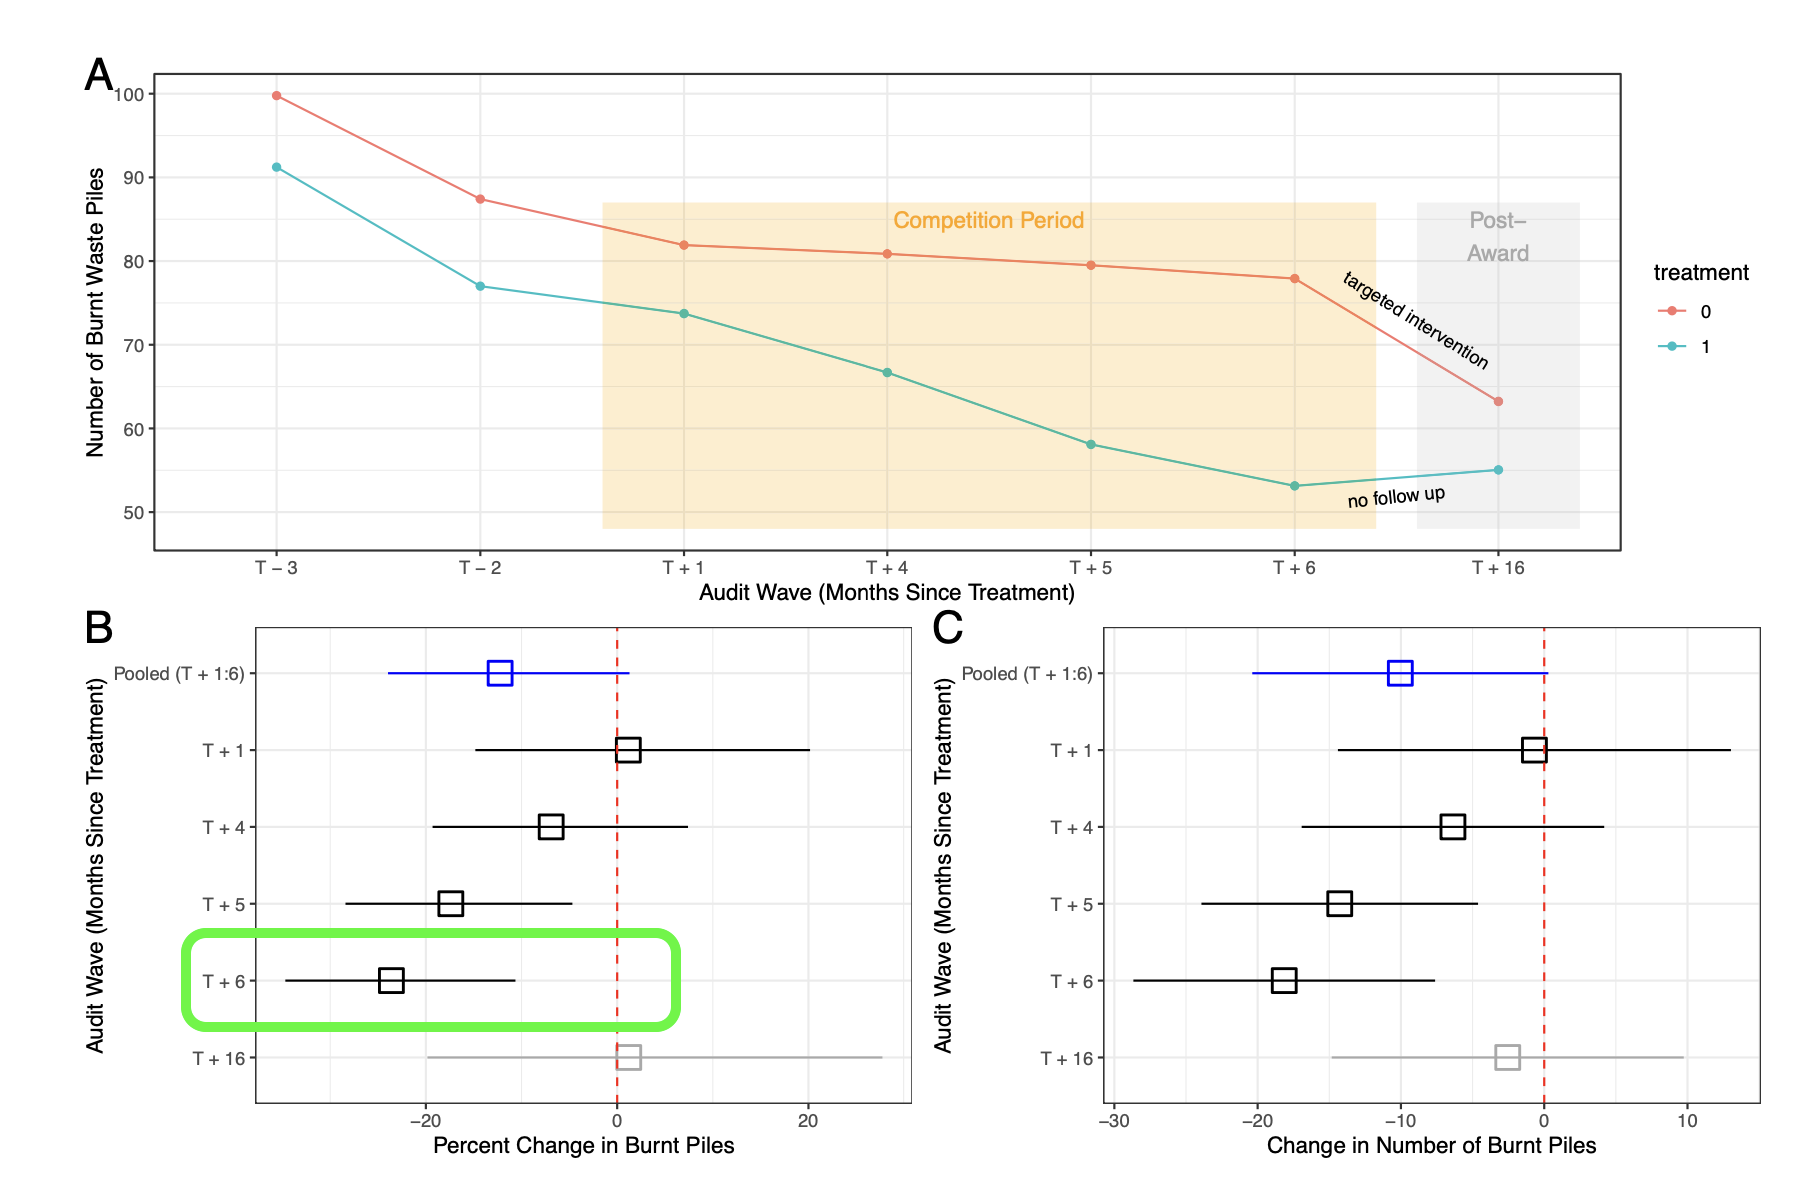 A
100
90
80
70
60
50
Number of Burnt Waste Piles
Competition Period
Post–
Award
targeted intervention
no follow up
T − 3
T − 2
T + 1
T + 4
T + 5
T + 6
T + 16
Audit Wave (Months Since Treatment)
treatment
0
1
B
Audit Wave (Months Since Treatment)
Pooled (T + 1:6)
T + 1
T + 4
T + 5
T + 6
T + 16
−20
0
20
Percent Change in Burnt Piles
C
Audit Wave (Months Since Treatment)
Pooled (T + 1:6)
T + 1
T + 4
T + 5
T + 6
T + 16
−30
−20
−10
0
10
Change in Number of Burnt Piles